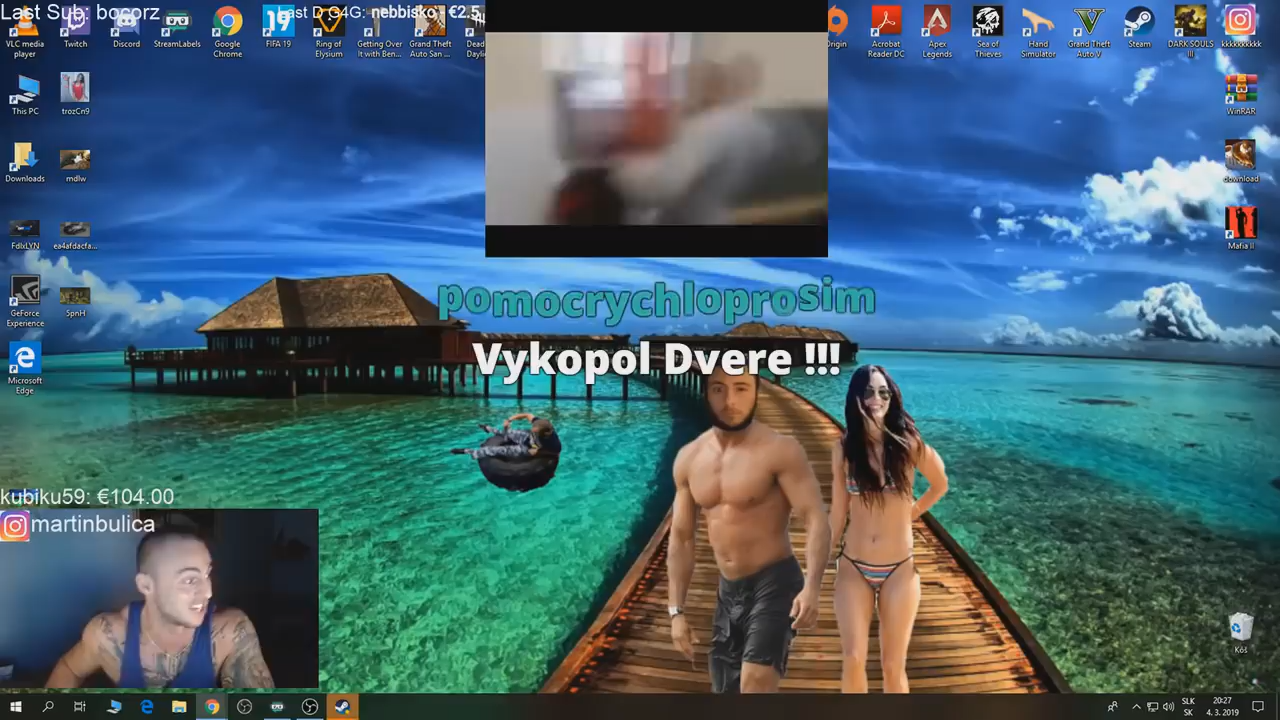 Last Sub: bocorz
Last D G4G: nebbisko: €2.5
VLC media player
Twitch
Discord
StreamLabels
Google Chrome
FIFA 19
Ring of Elysium
Getting Over It with Ben...
Grand Theft Auto San ...
Origin
Acrobat Reader DC
Apex Legends
Sea of Thieves
Hand Simulator
Grand Theft Auto V
Steam
DARK SOULS III
kkkkkkkkkk
This PC
trozCn9
WinRAR
Downloads
mdlw
download
FdlxLYN
ea4afdacfa...
Mafia II
GeForce Experience
SpnH
pomocrychloprosim
Vykopol Dvere !!!
Microsoft Edge
kubiku59: €104.00
martinbulica
Kôš
SLK
SK
20:27
4. 3. 2019